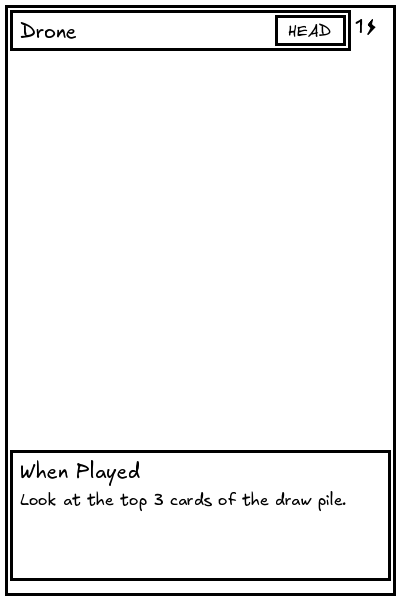 Drone HEAD 1⚡
When Played
Look at the top 3 cards of the draw pile.